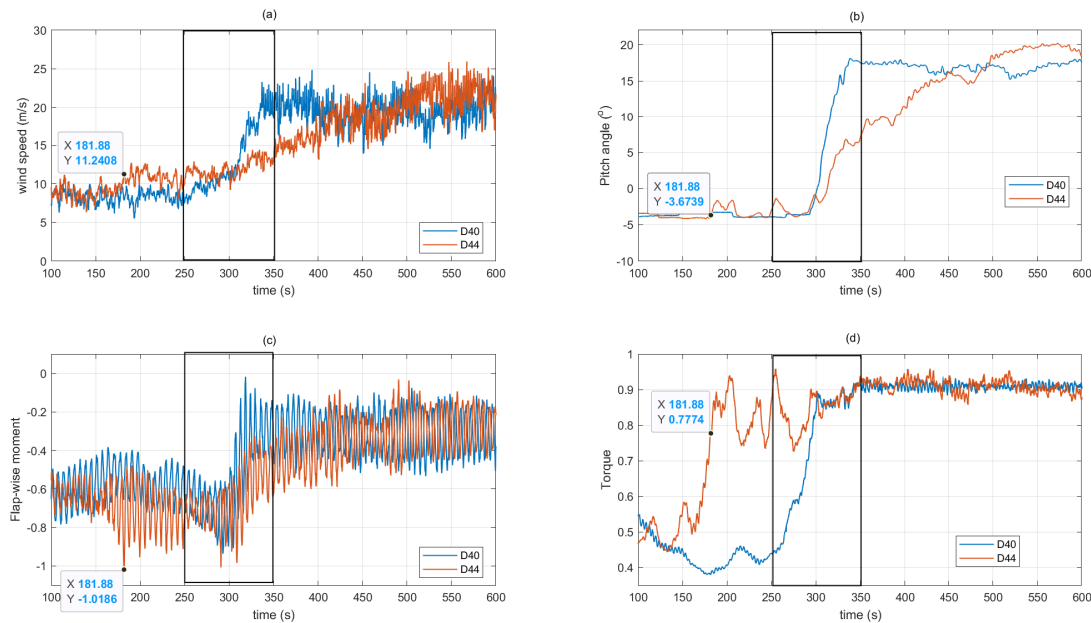 (a)
30
25
20
15
10
5
0
wind speed (m/s)
X 181.88
Y 11.2408
D40
D44
100 150 200 250 300 350 400 450 500 550 600
time (s)
(b)
20
15
10
5
0
-5
-10
Pitch angle (°)
X 181.88
Y -3.6739
D40
D44
100 150 200 250 300 350 400 450 500 550 600
time (s)
(c)
0
-0.2
-0.4
-0.6
-0.8
-1
Flap-wise moment
X 181.88
Y -1.0186
D40
D44
100 150 200 250 300 350 400 450 500 550 600
time (s)
(d)
1
0.9
0.8
0.7
0.6
0.5
0.4
Torque
X 181.88
Y 0.7774
D40
D44
100 150 200 250 300 350 400 450 500 550 600
time (s)